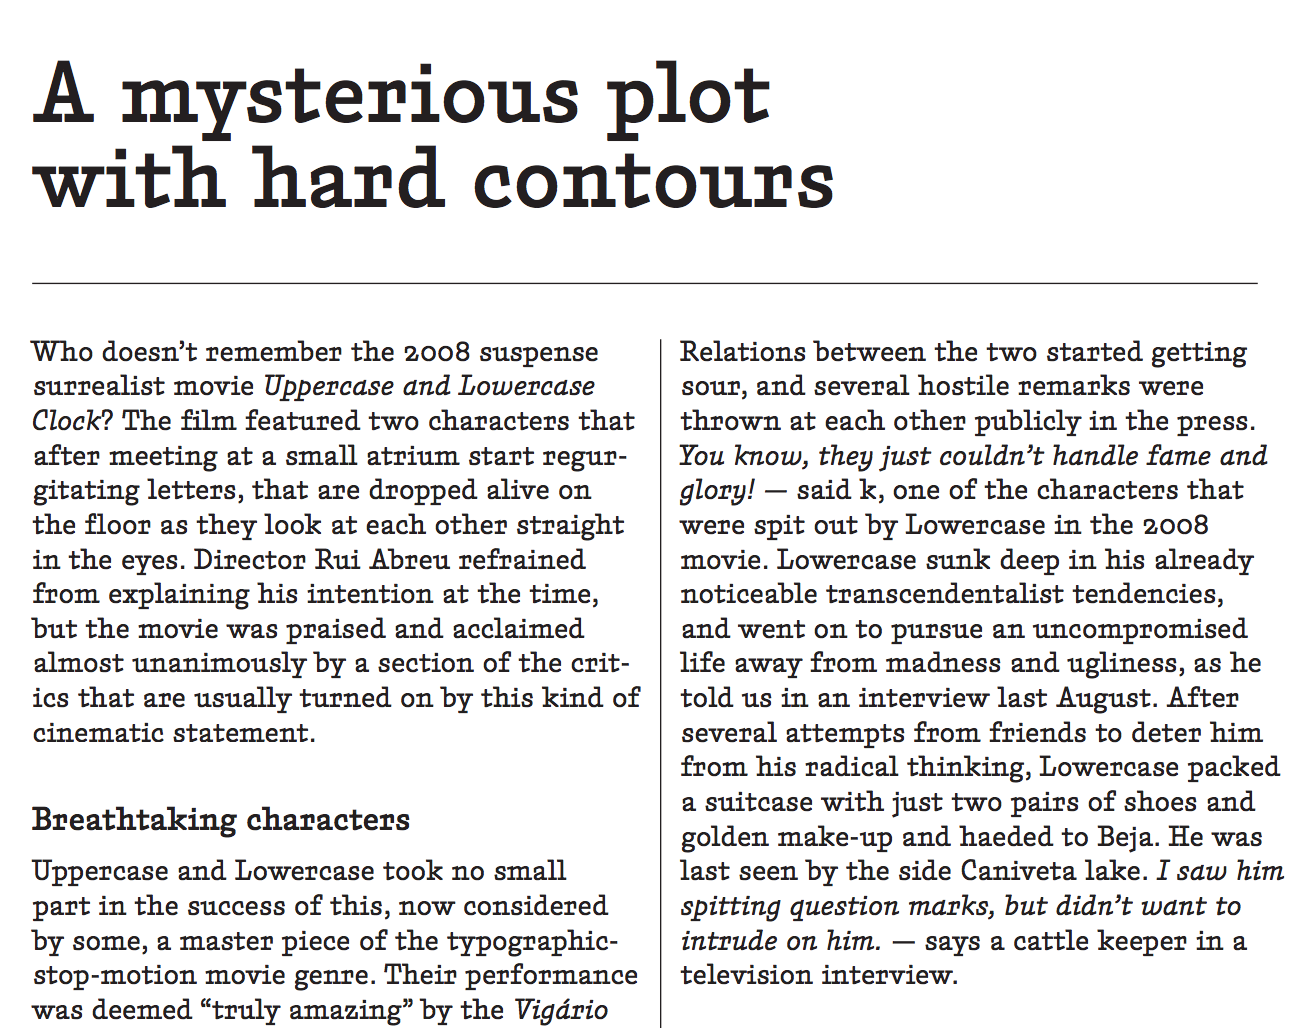 A mysterious plot
with hard contours
Who doesn’t remember the 2008 suspense
surrealist movie Uppercase and Lowercase
Clock? The film featured two characters that
after meeting at a small atrium start regur-
gitating letters, that are dropped alive on
the floor as they look at each other straight
in the eyes. Director Rui Abreu refrained
from explaining his intention at the time,
but the movie was praised and acclaimed
almost unanimously by a section of the crit-
ics that are usually turned on by this kind of
cinematic statement.
Breathtaking characters
Uppercase and Lowercase took no small
part in the success of this, now considered
by some, a master piece of the typographic-
stop-motion movie genre. Their performance
was deemed “truly amazing” by the Vigário
Relations between the two started getting
sour, and several hostile remarks were
thrown at each other publicly in the press.
You know, they just couldn’t handle fame and
glory! — said k, one of the characters that
were spit out by Lowercase in the 2008
movie. Lowercase sunk deep in his already
noticeable transcendentalist tendencies,
and went on to pursue an uncompromised
life away from madness and ugliness, as he
told us in an interview last August. After
several attempts from friends to deter him
from his radical thinking, Lowercase packed
a suitcase with just two pairs of shoes and
golden make-up and haeded to Beja. He was
last seen by the side Caniveta lake. I saw him
spitting question marks, but didn’t want to
intrude on him. — says a cattle keeper in a
television interview.